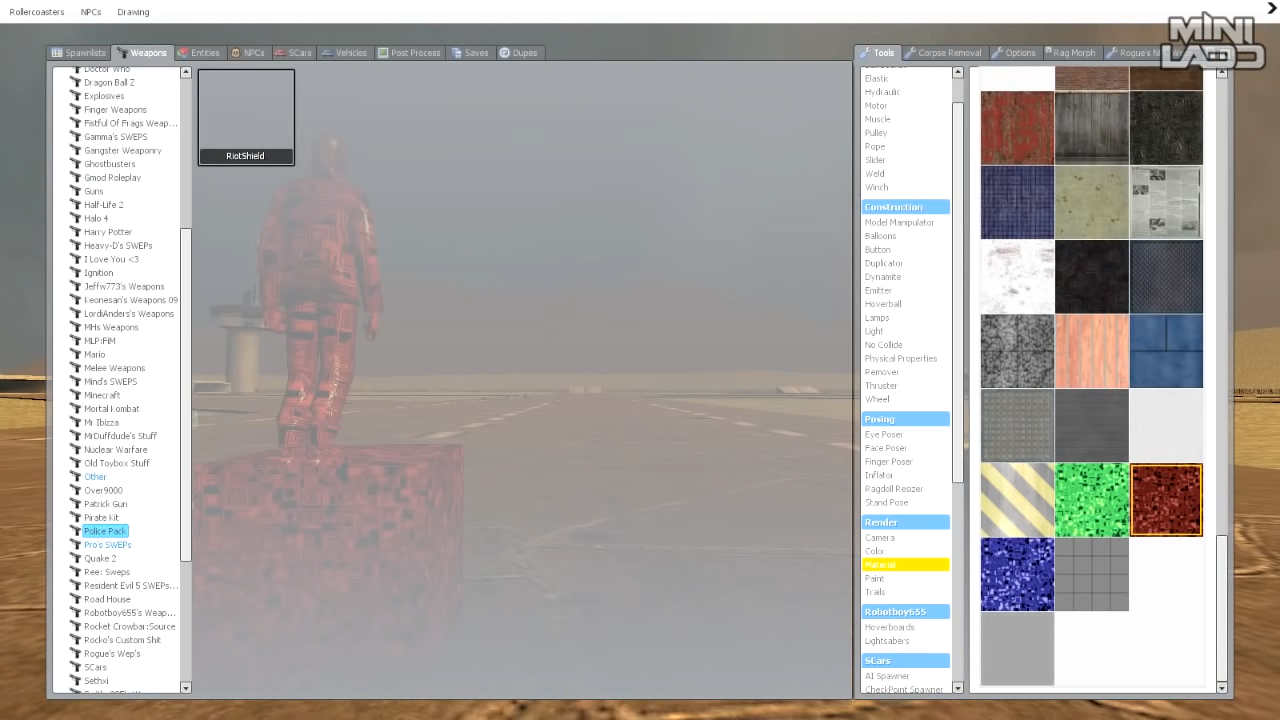 Rollercoasters NPCs Drawing
MINI
LADD
Spawnlists Weapons Entities NPCs SCars Vehicles Post Process Saves Dupes
Tools Corpse Removal Options Rag Morph
Doctor Who
Dragon Ball Z
Explosives
Finger Weapons
Fistful Of Frags Weap...
Gamma's SWEPS
Gangster Weaponry
Ghostbusters
Gmod Roleplay
Guns
Half-Life 2
Halo 4
Harry Potter
Heavy-D's SWEPs
I Love You <3
Ignition
Jeffw773's Weapons
Keonesan's Weapons 09
LordiAnders's Weapons
MHs Weapons
MLP:FiM
Mario
Melee Weapons
Mind's SWEPS
Minecraft
Mortal Kombat
Mr Ibizza
MrDuffdude's Stuff
Nuclear Warfare
Old Toybox Stuff
Other
Over9000
Patrick Gun
Pirate Kit
Police Pack
Pro's SWEPs
Quake 2
Ree: Sweps
Resident Evil 5 SWEPs...
Road House
Robotboy655's Weap...
Rocket Crowbar:Source
Rocko's Custom Shit
Rogue's Wep's
SCars
Sethxi
RiotShield
Elastic
Hydraulic
Motor
Muscle
Pulley
Rope
Slider
Weld
Winch
Construction
Model Manipulator
Balloons
Button
Duplicator
Dynamite
Emitter
Hoverball
Lamps
Light
No Collide
Physical Properties
Remover
Thruster
Wheel
Posing
Eye Poser
Face Poser
Finger Poser
Inflator
Ragdoll Resizer
Stand Pose
Render
Camera
Color
Material
Paint
Trails
Robotboy655
Hoverboards
Lightsabers
SCars
AI Spawner
CheckPoint Spawner